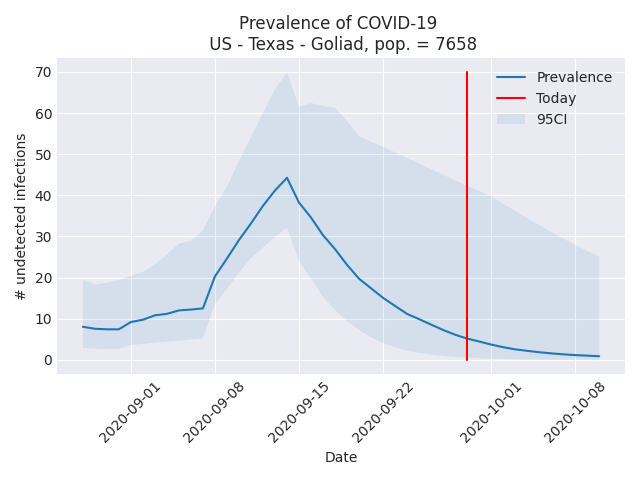 Prevalence of COVID-19
US - Texas - Goliad, pop. = 7658
Prevalence
Today
95CI
# undetected infections
70
60
50
40
30
20
10
0
2020-09-01
2020-09-08
2020-09-15
2020-09-22
2020-10-01
2020-10-08
Date